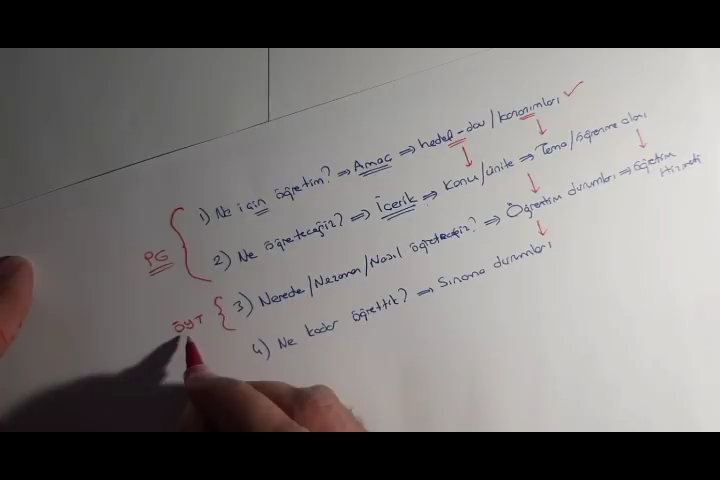 PG { 1) Ne için öğretim? ⇒ Amaç ⇒ hedef-dav / kazanımları ✓
2) Ne öğreteceğiz? ⇒ İçerik ⇒ Konu/ünite ⇒ Tema/öğrenme alanı
ÖYT { 3) Nerede/Nezaman/Nasıl öğreteceğiz? ⇒ Öğretim durumları ⇒ öğretim Hizmeti
4) Ne kadar öğrettik? ⇒ Sınama durumları